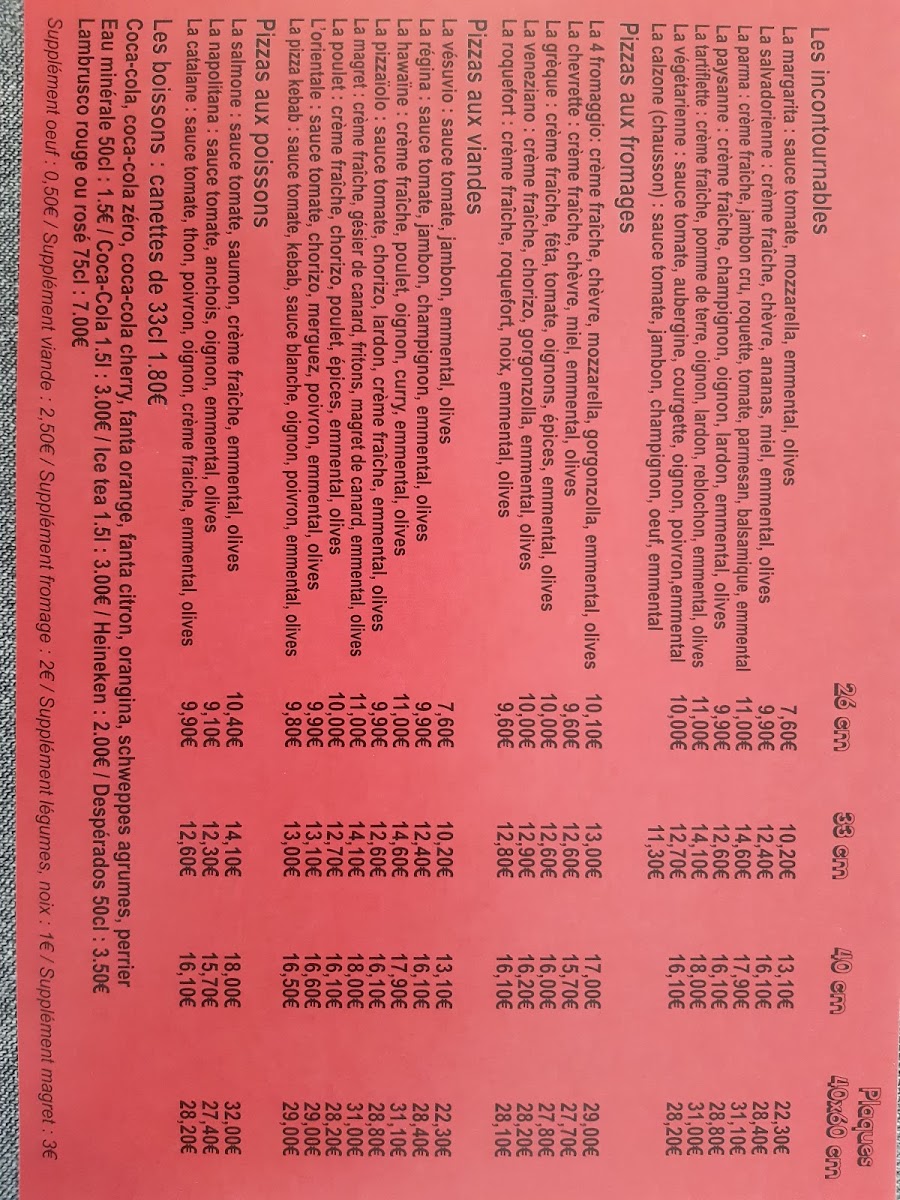 Plaques
Les incontournables 26 cm 33 cm 40 cm 40x60 cm
La margarita : sauce tomate, mozzarella, emmental, olives 7,60€ 10,20€ 13,10€ 22,30€
La salvadorienne : crème fraîche, chèvre, ananas, miel, emmental, olives 9,90€ 12,40€ 16,10€ 28,40€
La parma : crème fraîche, jambon cru, roquette, tomate, parmesan, balsamique, emmental 11,00€ 14,60€ 17,90€ 31,10€
La paysanne : crème fraîche, champignon, oignon, lardon, emmental, olives 9,90€ 12,60€ 16,10€ 28,80€
La tartiflette : crème fraîche, pomme de terre, oignon, lardon, reblochon, emmental, olives 11,00€ 14,10€ 18,00€ 31,00€
La végétarienne : sauce tomate, aubergine, courgette, oignon, poivron,emmental 10,00€ 12,70€ 16,10€ 28,20€
La calzone (chausson) : sauce tomate, jambon, champignon, oeuf, emmental 11,30€
Pizzas aux fromages
La 4 fromaggio: crème fraîche, chèvre, mozzarella, gorgonzolla, emmental, olives 10,10€ 13,00€ 17,00€ 29,00€
La chevrette : crème fraîche, chèvre, miel, emmental, olives 9,60€ 12,60€ 15,70€ 27,70€
La grèque : crème fraîche, féta, tomate, oignons, épices, emmental, olives 10,00€ 12,60€ 16,00€ 27,80€
La veneziano : crème fraîche, chorizo, gorgonzolla, emmental, olives 10,00€ 12,90€ 16,20€ 28,20€
La roquefort : crème fraîche, roquefort, noix, emmental, olives 9,60€ 12,80€ 16,10€ 28,10€
Pizzas aux viandes
La vésuvio : sauce tomate, jambon, emmental, olives 7,60€ 10,20€ 13,10€ 22,30€
La régina : sauce tomate, jambon, champignon, emmental, olives 9,90€ 12,40€ 16,10€ 28,40€
La hawaïne : crème fraîche, poulet, oignon, curry, emmental, olives 11,00€ 14,60€ 17,90€ 31,10€
La pizzaïolo : sauce tomate, chorizo, lardon, crème fraîche, emmental, olives 9,90€ 12,60€ 16,10€ 28,80€
La magret : crème fraîche, gésier de canard, fritons, magret de canard, emmental, olives 11,00€ 14,10€ 18,00€ 31,00€
La poulet : crème fraîche, chorizo, poulet, épices, emmental, olives 10,00€ 12,70€ 16,10€ 28,20€
L'orientale : sauce tomate, chorizo, merguez, poivron, emmental, olives 9,90€ 13,10€ 16,60€ 29,00€
La pizza kebab : sauce tomate, kebab, sauce blanche, oignon, poivron, emmental, olives 9,80€ 13,00€ 16,50€ 29,00€
Pizzas aux poissons
La salmone : sauce tomate, saumon, crème fraîche, emmental, olives 10,40€ 14,10€ 18,00€ 32,00€
La napolitana : sauce tomate, anchois, oignon, emmental, olives 9,10€ 12,30€ 15,70€ 27,40€
La catalane : sauce tomate, thon, poivron, oignon, crème fraiche, emmental, olives 9,90€ 12,60€ 16,10€ 28,20€
Les boissons : canettes de 33cl 1.80€
Coca-cola, coca-cola zéro, coca-cola cherry, fanta orange, fanta citron, orangina, schweppes agrumes, perrier
Eau minérale 50cl : 1.5€ / Coca-Cola 1.5l : 3.00€ / Ice tea 1.5l : 3.00€ / Heineken : 2.00€ / Despérados 50cl : 3.50€
Lambrusco rouge ou rosé 75cl : 7.00€
Supplément oeuf : 0,50€ / Supplément viande : 2,50€ / Supplément fromage : 2€ / Supplément légumes, noix : 1€ / Supplément magret : 3€